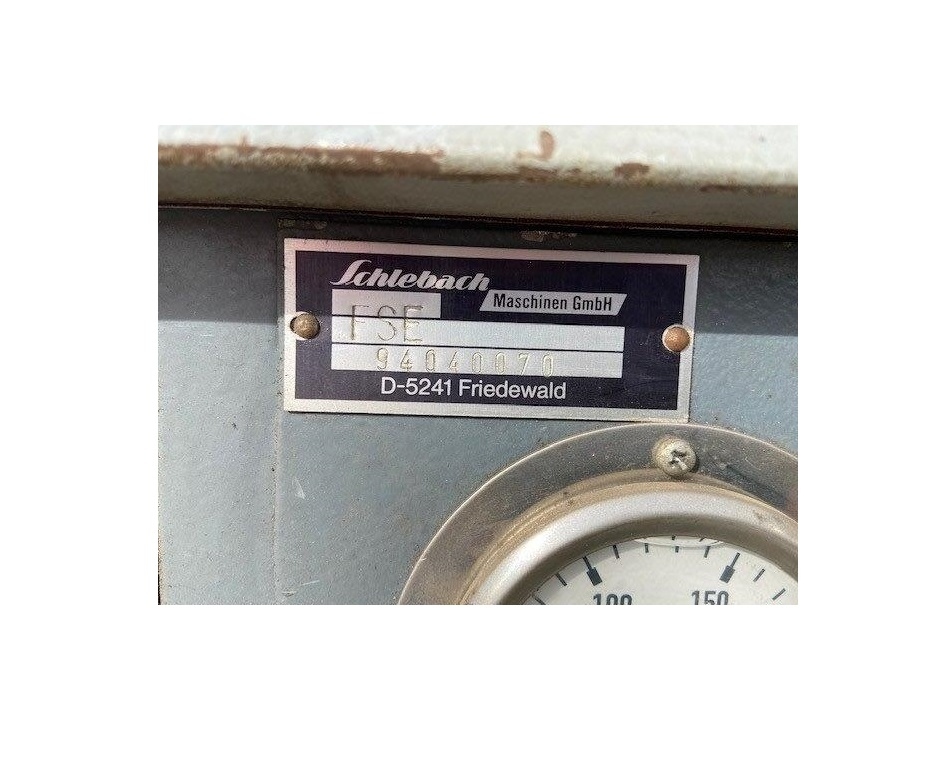 Schlebach
Maschinen GmbH
FSE
94040070
D-5241 Friedewald
100 150